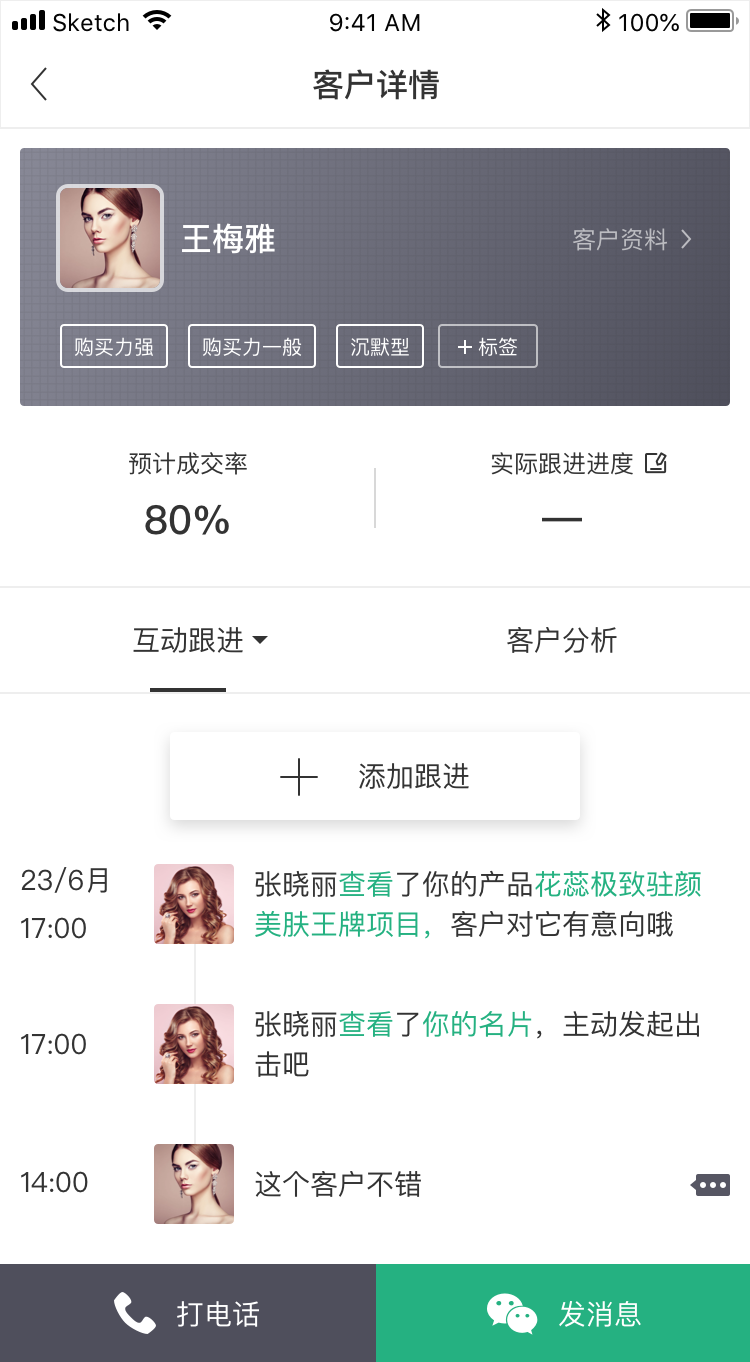 Sketch 9:41 AM 100%
客户详情
王梅雅 客户资料
购买力强 购买力一般 沉默型 +标签
预计成交率 实际跟进进度
80% —
互动跟进 客户分析
添加跟进
23/6月 张晓丽查看了你的产品花蕊极致驻颜
17:00 美肤王牌项目，客户对它有意向哦
17:00 张晓丽查看了你的名片，主动发起出
击吧
14:00 这个客户不错
打电话 发消息